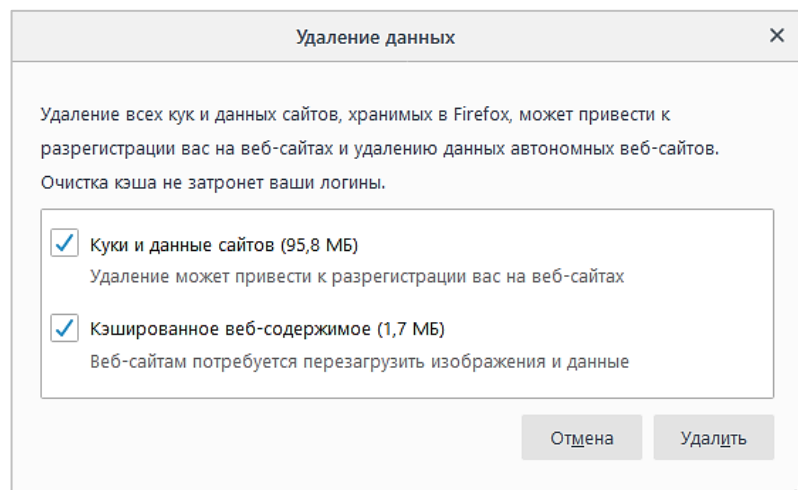 Удаление данных
Удаление всех кук и данных сайтов, хранимых в Firefox, может привести к
разрегистрации вас на веб-сайтах и удалению данных автономных веб-сайтов.
Очистка кэша не затронет ваши логины.
Куки и данные сайтов (95,8 МБ)
Удаление может привести к разрегистрации вас на веб-сайтах
Кэшированное веб-содержимое (1,7 МБ)
Веб-сайтам потребуется перезагрузить изображения и данные
Отмена Удалить